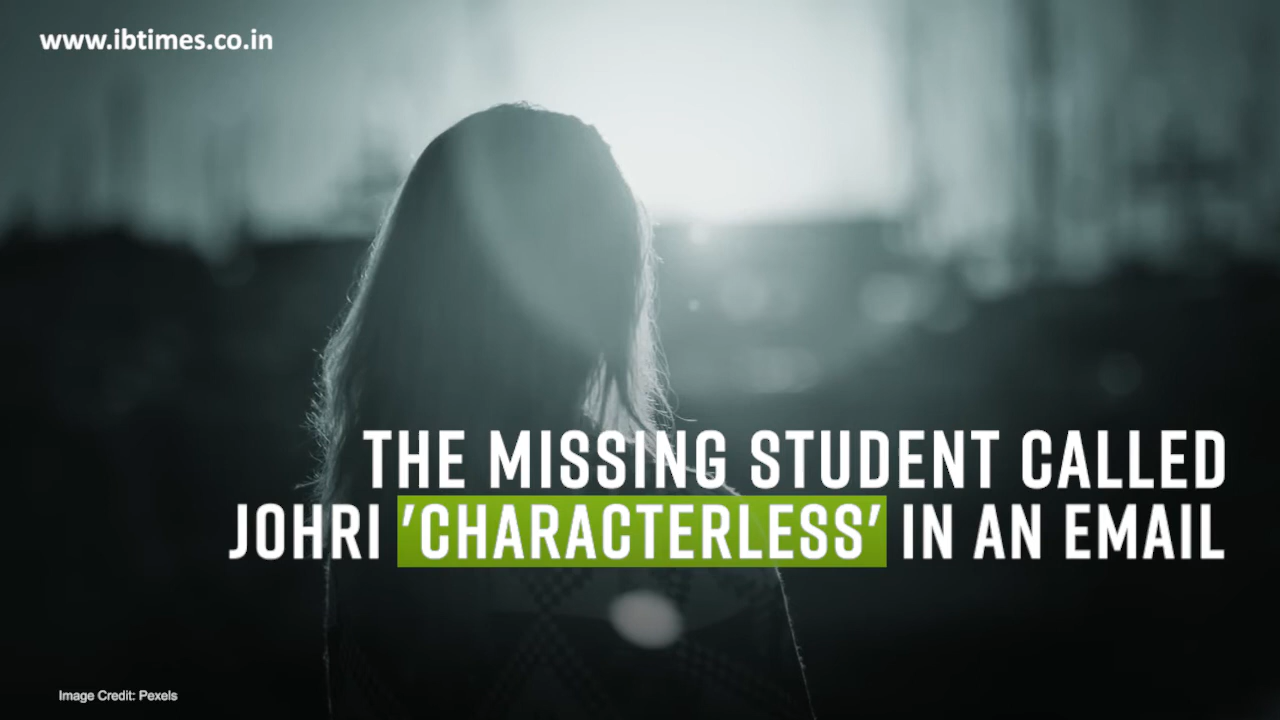 www.ibtimes.co.in
THE MISSING STUDENT CALLED
JOHRI 'CHARACTERLESS' IN AN EMAIL
Image Credit: Pexels